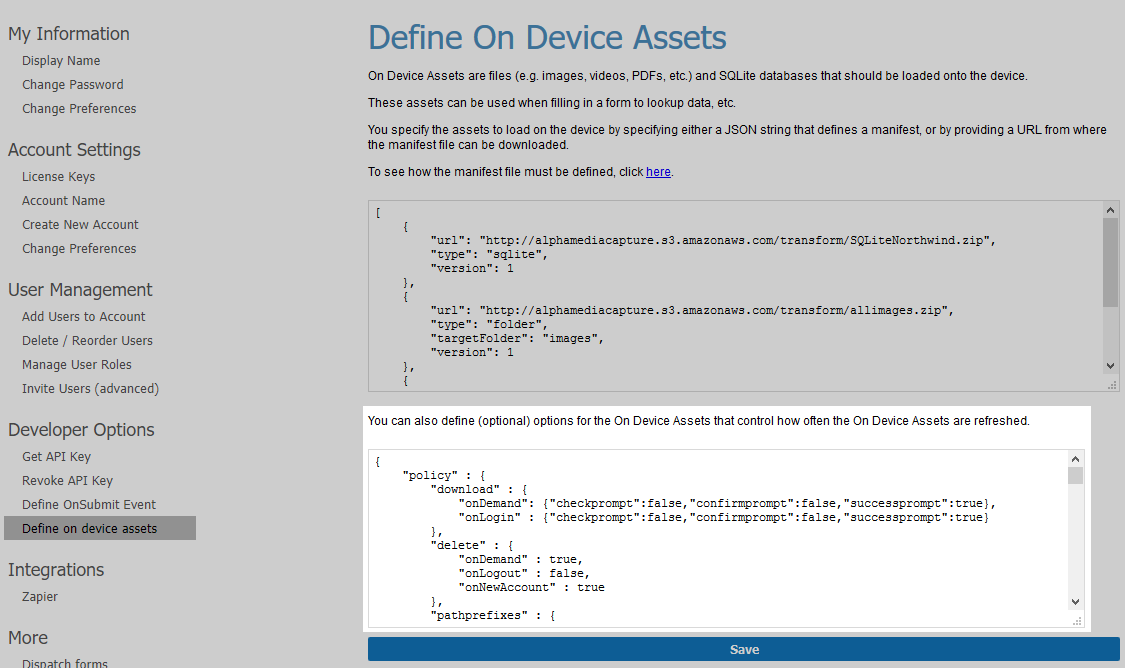 My Information
Display Name
Change Password
Change Preferences
Account Settings
License Keys
Account Name
Create New Account
Change Preferences
User Management
Add Users to Account
Delete / Reorder Users
Manage User Roles
Invite Users (advanced)
Developer Options
Get API Key
Revoke API Key
Define OnSubmit Event
Define on device assets
Integrations
Zapier
More
Dispatch forms
Define On Device Assets
On Device Assets are files (e.g. images, videos, PDFs, etc.) and SQLite databases that should be loaded onto the device.
These assets can be used when filling in a form to lookup data, etc.
You specify the assets to load on the device by specifying either a JSON string that defines a manifest, or by providing a URL from where
the manifest file can be downloaded.
To see how the manifest file must be defined, click here.
[
    {
        "url": "http://alphamediacapture.s3.amazonaws.com/transform/SQLiteNorthwind.zip",
        "type": "sqlite",
        "version": 1
    },
    {
        "url": "http://alphamediacapture.s3.amazonaws.com/transform/allimages.zip",
        "type": "folder",
        "targetFolder": "images",
        "version": 1
    },
    {
You can also define (optional) options for the On Device Assets that control how often the On Device Assets are refreshed.
{
    "policy" : {
        "download" : {
            "onDemand": {"checkprompt":false,"confirmprompt":false,"successprompt":true},
            "onLogin" : {"checkprompt":false,"confirmprompt":false,"successprompt":true}
        },
        "delete" : {
            "onDemand" : true,
            "onLogout" : false,
            "onNewAccount" : true
        },
        "pathprefixes" : {
Save